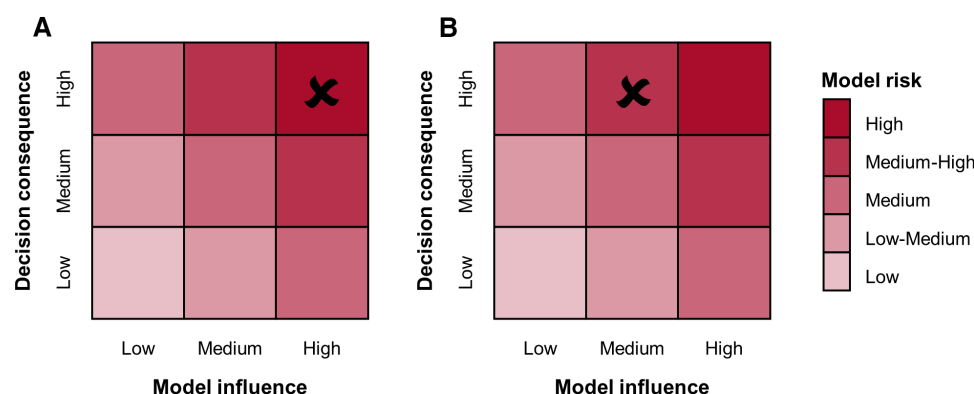 A
Decision consequence
High
Medium
Low
Low Medium High
Model influence
B
Decision consequence
High
Medium
Low
Low Medium High
Model influence
Model risk
High
Medium-High
Medium
Low-Medium
Low